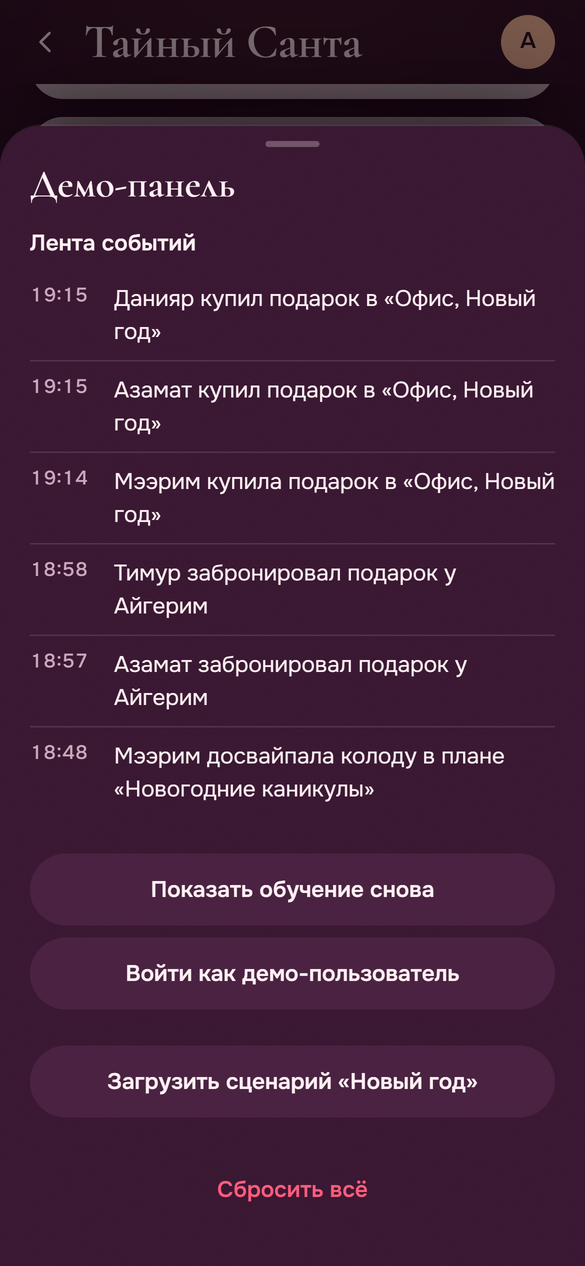 Тайный Санта
A
Демо-панель
Лента событий
19:15 Данияр купил подарок в «Офис, Новый
год»
19:15 Азамат купил подарок в «Офис, Новый
год»
19:14 Мээрим купила подарок в «Офис, Новый
год»
18:58 Тимур забронировал подарок у
Айгерим
18:57 Азамат забронировал подарок у
Айгерим
18:48 Мээрим досвайпала колоду в плане
«Новогодние каникулы»
Показать обучение снова
Войти как демо-пользователь
Загрузить сценарий «Новый год»
Сбросить всё